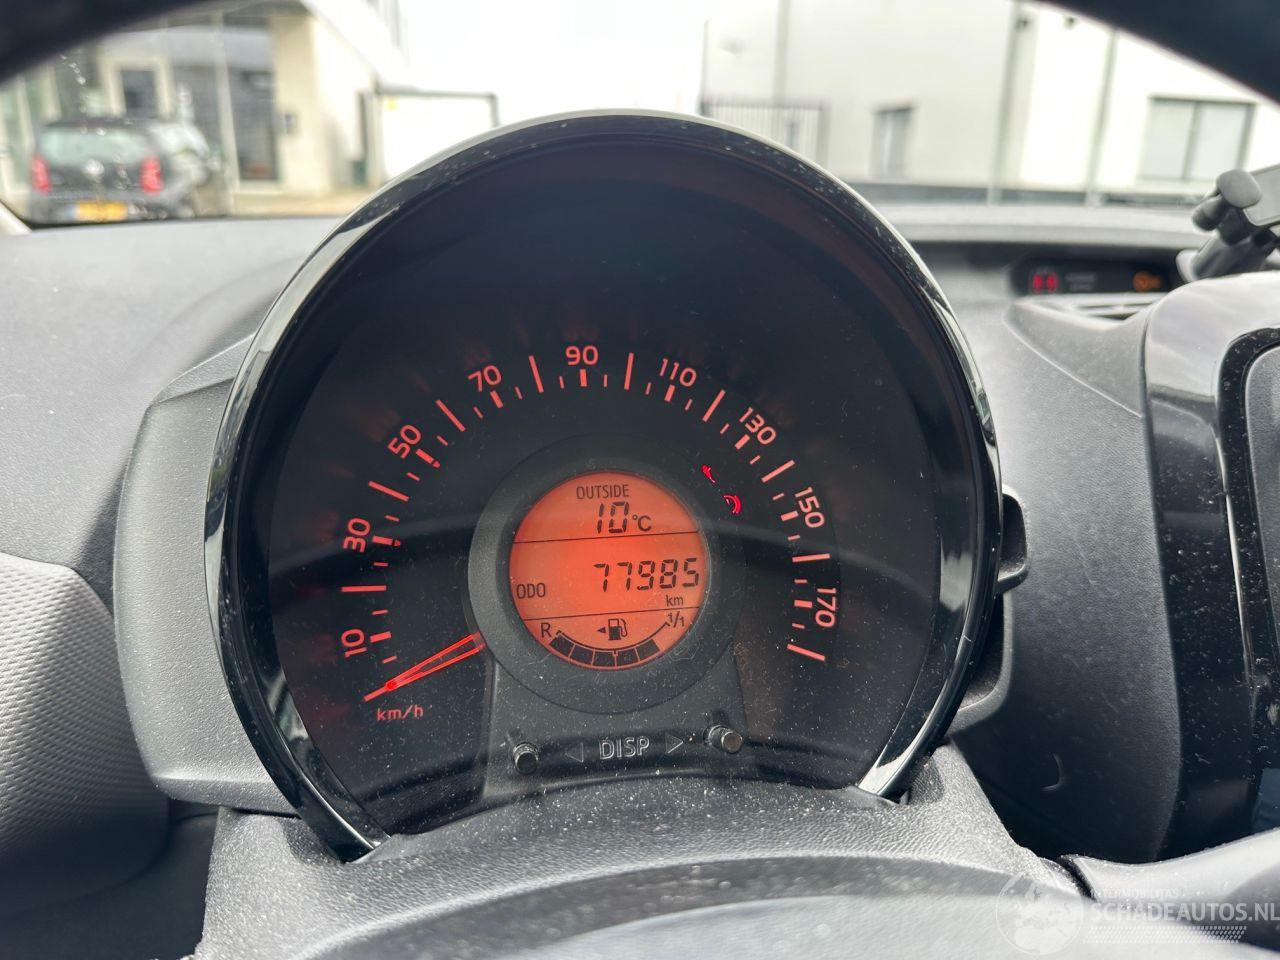 10 30 50 70 90 110 130 150 170
km/h
OUTSIDE
10°C
ODO 77985
km
R 1/1
DISP
INTERMOBILITAS
SCHADEAUTOS.NL